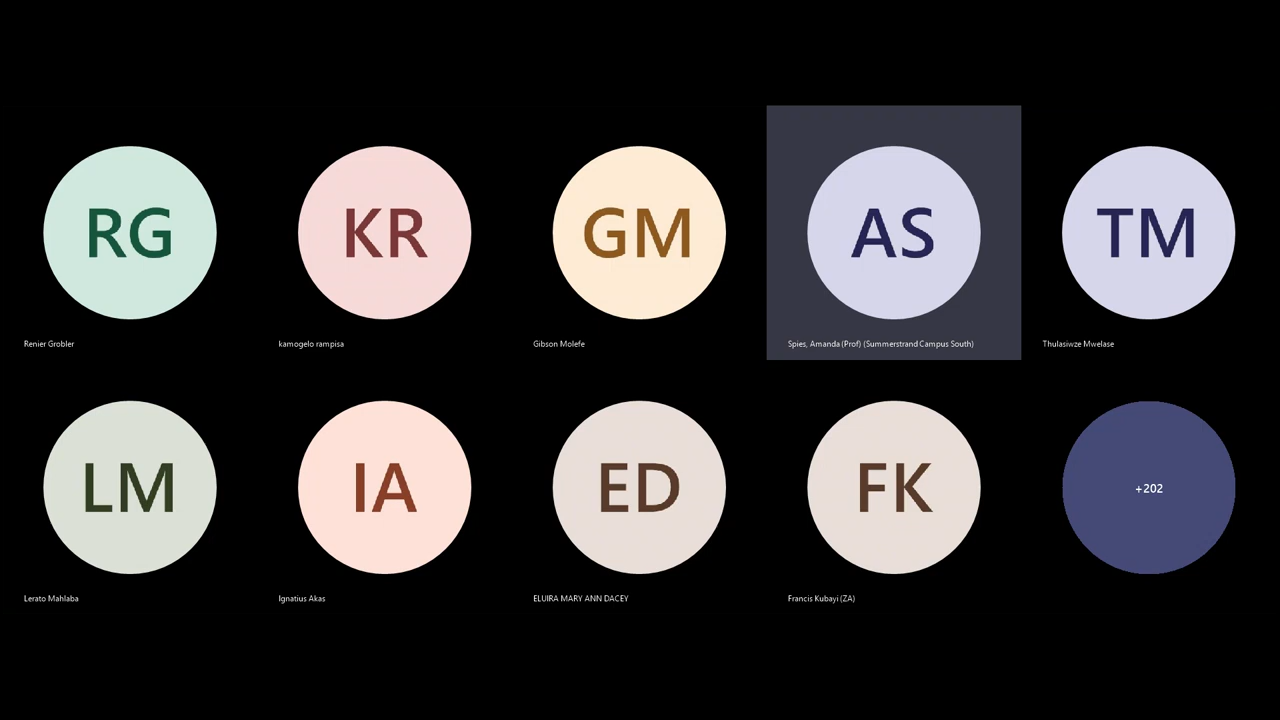 RG
KR
GM
AS
TM
Renier Grobler
kamogelo rampisa
Gibson Molefe
Spies, Amanda (Prof) (Summerstrand Campus South)
Thulasiwze Mwelase
LM
IA
ED
FK
+202
Lerato Mahlaba
Ignatius Akas
ELUIRA MARY ANN DACEY
Francis Kubayi (ZA)